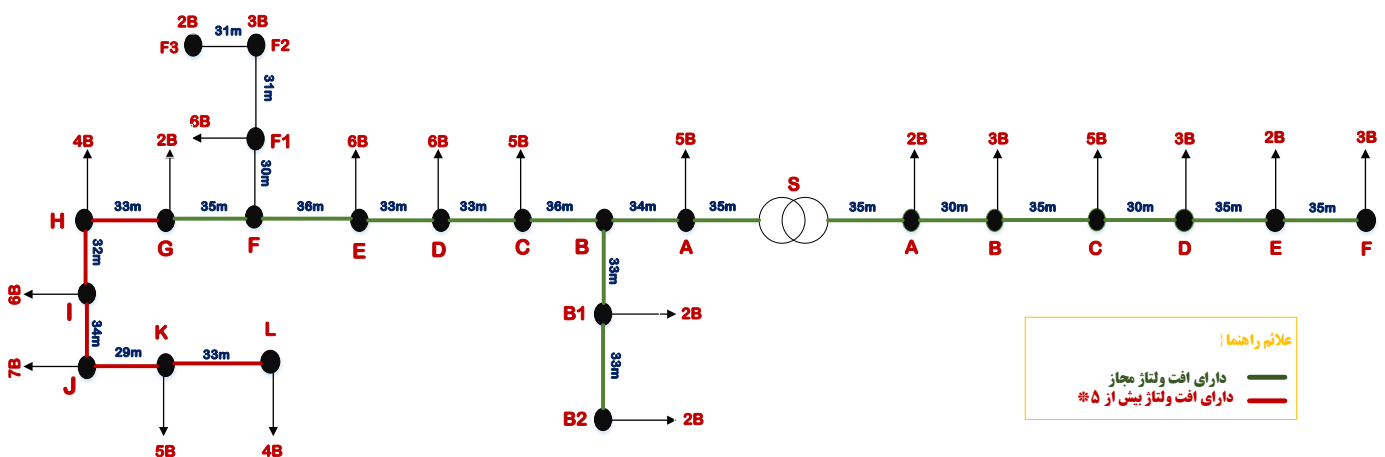 2B
3B
31m
F3
F2
31m
6B
F1
4B
2B
30m
6B
6B
5B
5B
S
2B
3B
5B
3B
2B
3B
33m
35m
36m
33m
33m
36m
34m
35m
35m
30m
35m
30m
35m
35m
H
G
F
E
D
C
B
A
A
B
C
D
E
F
32m
33m
6B
I
B1
2B
34m
K
L
29m
33m
33m
7B
J
B2
2B
5B
4B
علائم راهنما :
دارای افت ولتاژ مجاز
دارای افت ولتاژ بیش از ۵*